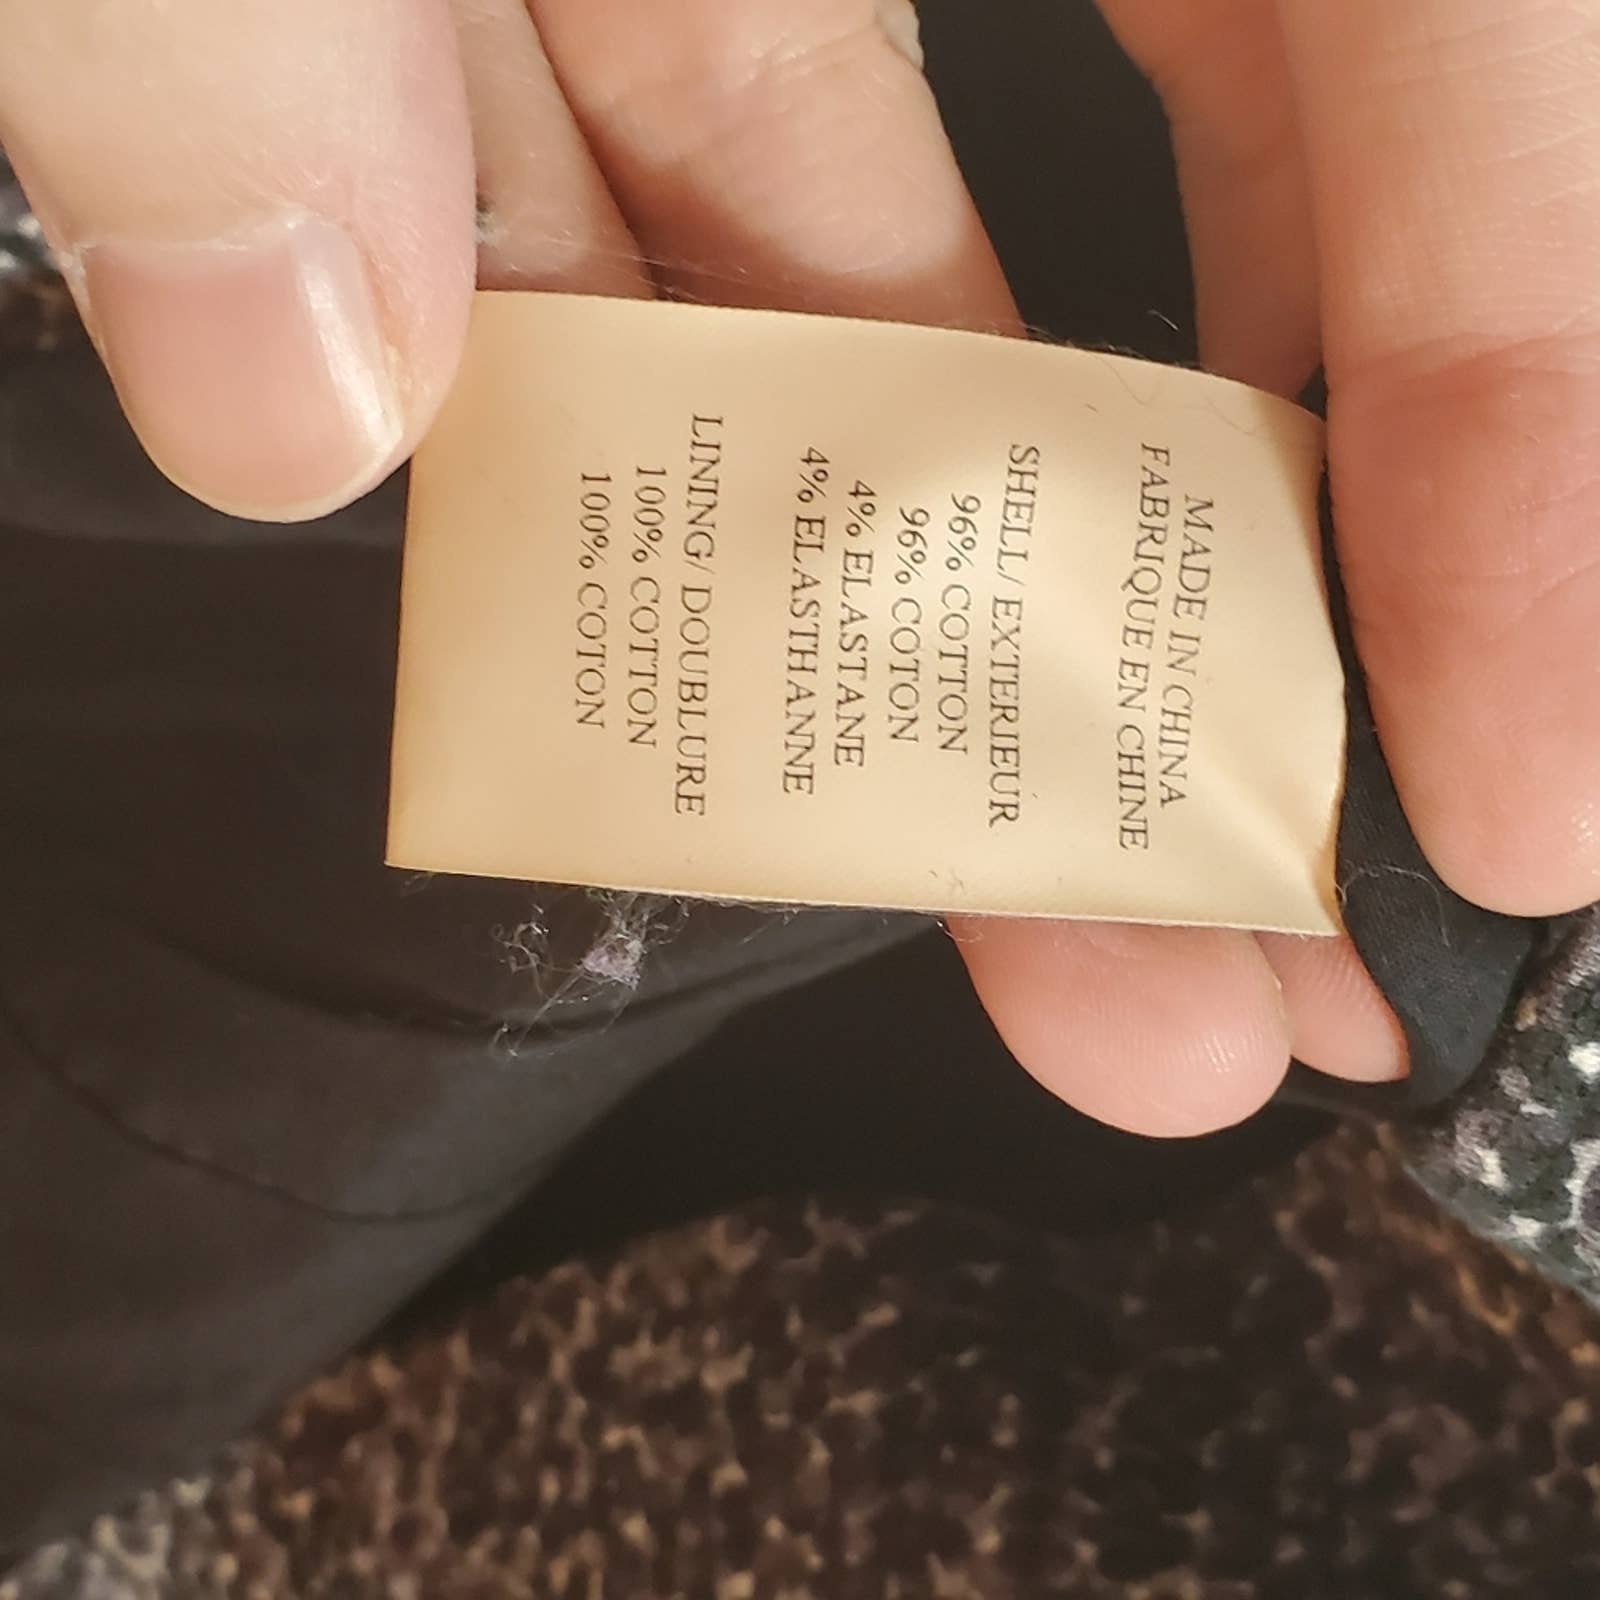 MADE IN CHINA
FABRIQUE EN CHINE
SHELL/ EXTERIEUR
96% COTTON
96% COTON
4% ELASTANE
4% ELASTHANNE
LINING/ DOUBLURE
100% COTTON
100% COTON